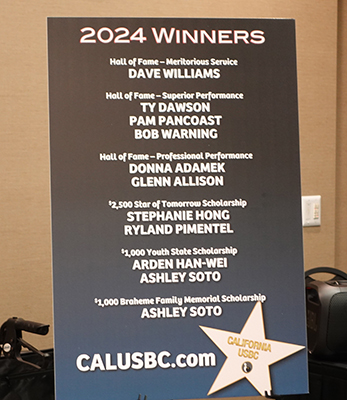 2024 WINNERS
Hall of Fame – Meritorious Service
DAVE WILLIAMS
Hall of Fame – Superior Performance
TY DAWSON
PAM PANCOAST
BOB WARNING
Hall of Fame – Professional Performance
DONNA ADAMEK
GLENN ALLISON
$2,500 Star of Tomorrow Scholarship
STEPHANIE HONG
RYLAND PIMENTEL
$1,000 Youth State Scholarship
ARDEN HAN-WEI
ASHLEY SOTO
$1,000 Braheme Family Memorial Scholarship
ASHLEY SOTO
CALUSBC.com
CALIFORNIA
USBC